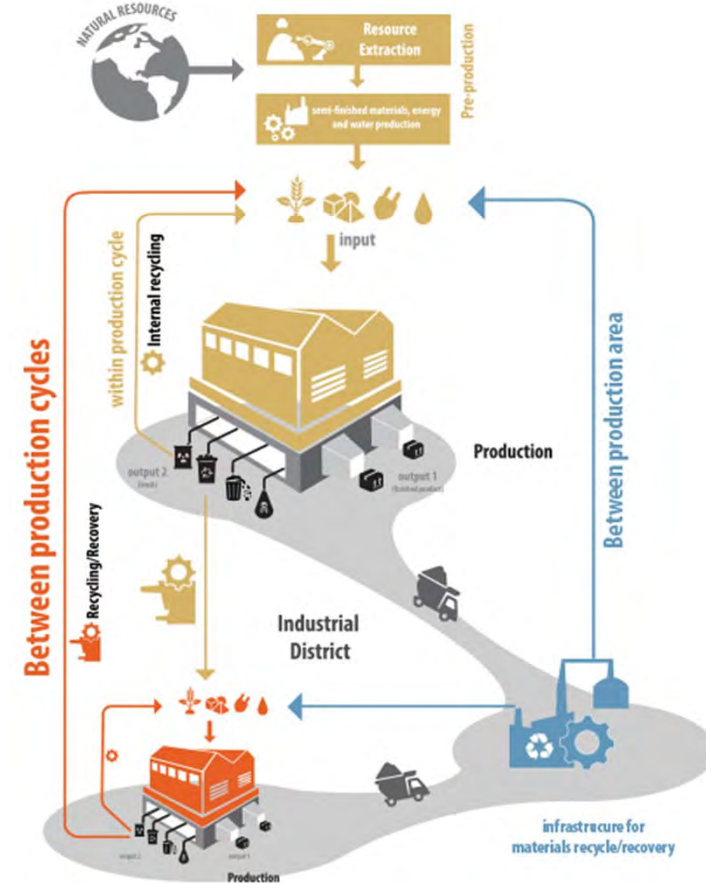 NATURAL RESOURCES
Resource
Extraction
Pre-production
semi-finished materials, energy
and water production
input
within production cycle
Internal recycling
Between production cycles
Recycling/Recovery
Between production area
Production
output 2
output 1
(finished product)
Industrial
District
output 2
output 1
Production
infrastrucure for
materials recycle/recovery